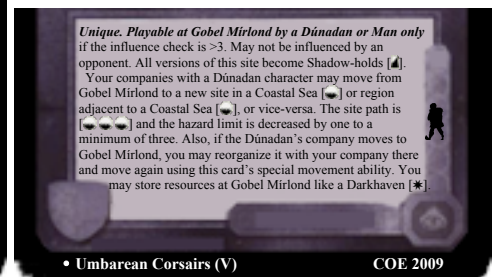 Unique. Playable at Gobel Mírlond by a Dúnadan or Man only
if the influence check is >3. May not be influenced by an
opponent. All versions of this site become Shadow-holds [].
Your companies with a Dúnadan character may move from
Gobel Mírlond to a new site in a Coastal Sea [] or region
adjacent to a Coastal Sea [], or vice-versa. The site path is
[] and the hazard limit is decreased by one to a
minimum of three. Also, if the Dúnadan's company moves to
Gobel Mírlond, you may reorganize it with your company there
and move again using this card's special movement ability. You
may store resources at Gobel Mírlond like a Darkhaven [].
• Umbarean Corsairs (V) COE 2009